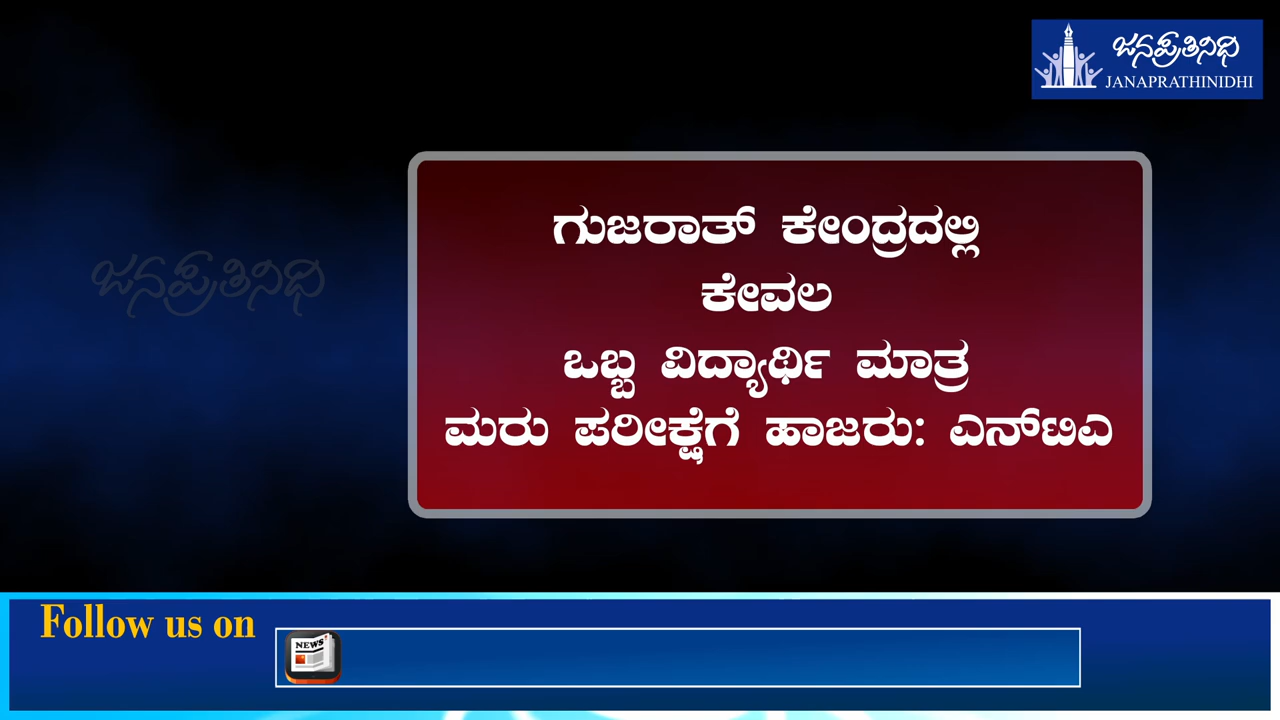 ಜನಪ್ರತಿನಿಧಿ
JANAPRATHINIDHI
ಗುಜರಾತ್ ಕೇಂದ್ರದಲ್ಲಿ
ಕೇವಲ
ಒಬ್ಬ ವಿದ್ಯಾರ್ಥಿ ಮಾತ್ರ
ಮರು ಪರೀಕ್ಷೆಗೆ ಹಾಜರು: ಎನ್‌ಟಿಎ
ಜನಪ್ರತಿನಿಧಿ
Follow us on
NEWS